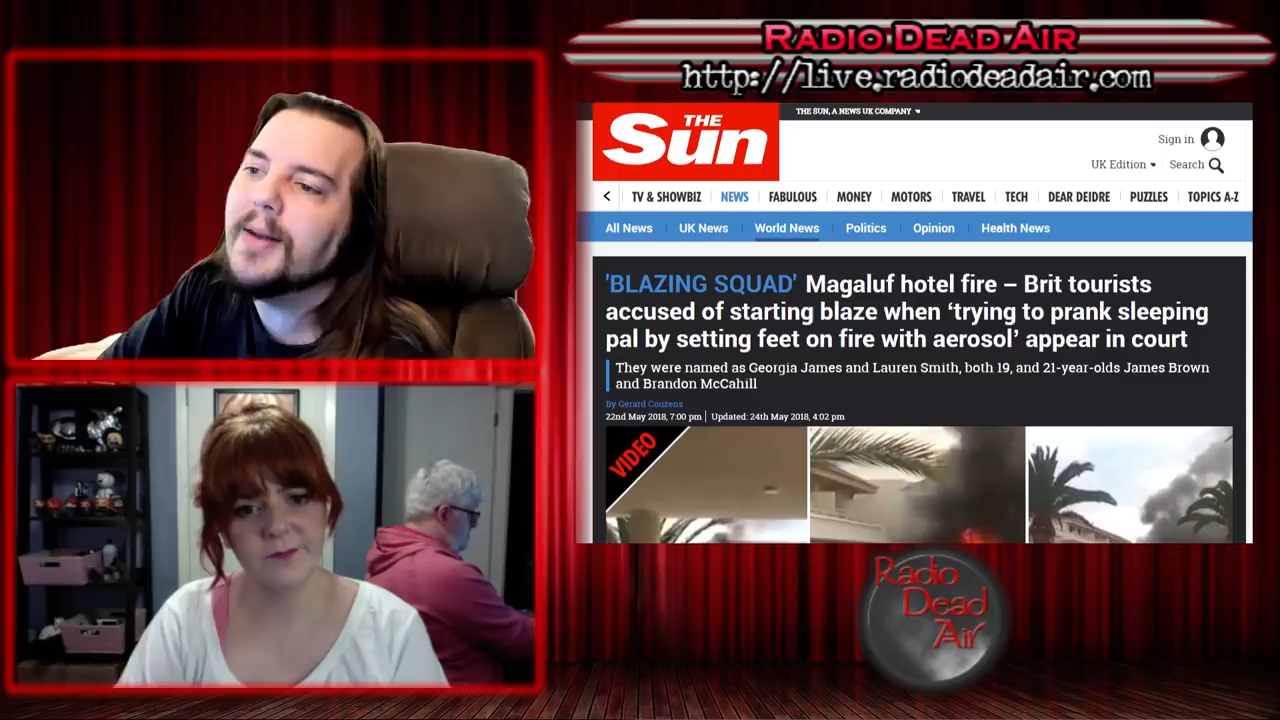 Radio Dead Air
http://live.radiodeadair.com
THE Sun
THE SUN, A NEWS UK COMPANY
Sign in
UK Edition
Search
TV & SHOWBIZ NEWS FABULOUS MONEY MOTORS TRAVEL TECH DEAR DEIDRE PUZZLES TOPICS A-Z
All News UK News World News Politics Opinion Health News
'BLAZING SQUAD' Magaluf hotel fire – Brit tourists
accused of starting blaze when ‘trying to prank sleeping
pal by setting feet on fire with aerosol’ appear in court
They were named as Georgia James and Lauren Smith, both 19, and 21-year-olds James Brown
and Brandon McCahill
By Gerard Couzens
22nd May 2018, 7:00 pm Updated: 24th May 2018, 4:02 pm
VIDEO
Radio
Dead
Air